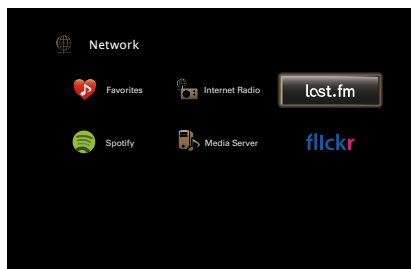 Network
Favorites Internet Radio last.fm
Spotify Media Server flickr